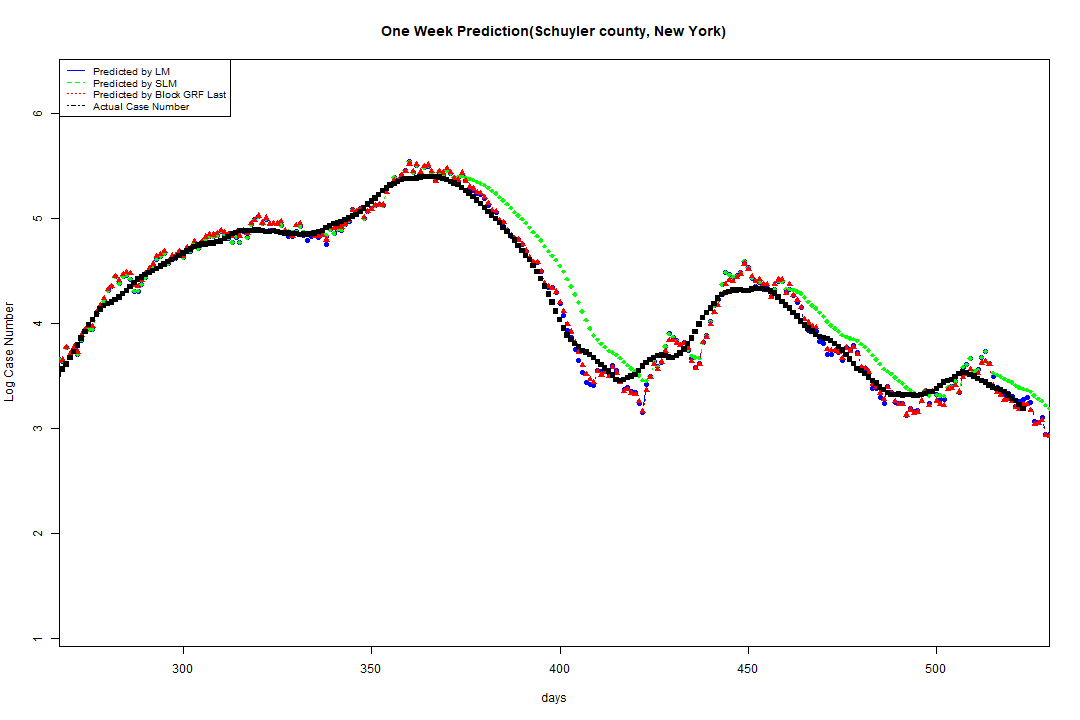 One Week Prediction(Schuyler county, New York)
Predicted by LM
Predicted by SLM
Predicted by Block GRF Last
Actual Case Number
6
5
4
3
2
1
Log Case Number
300 350 400 450 500
days